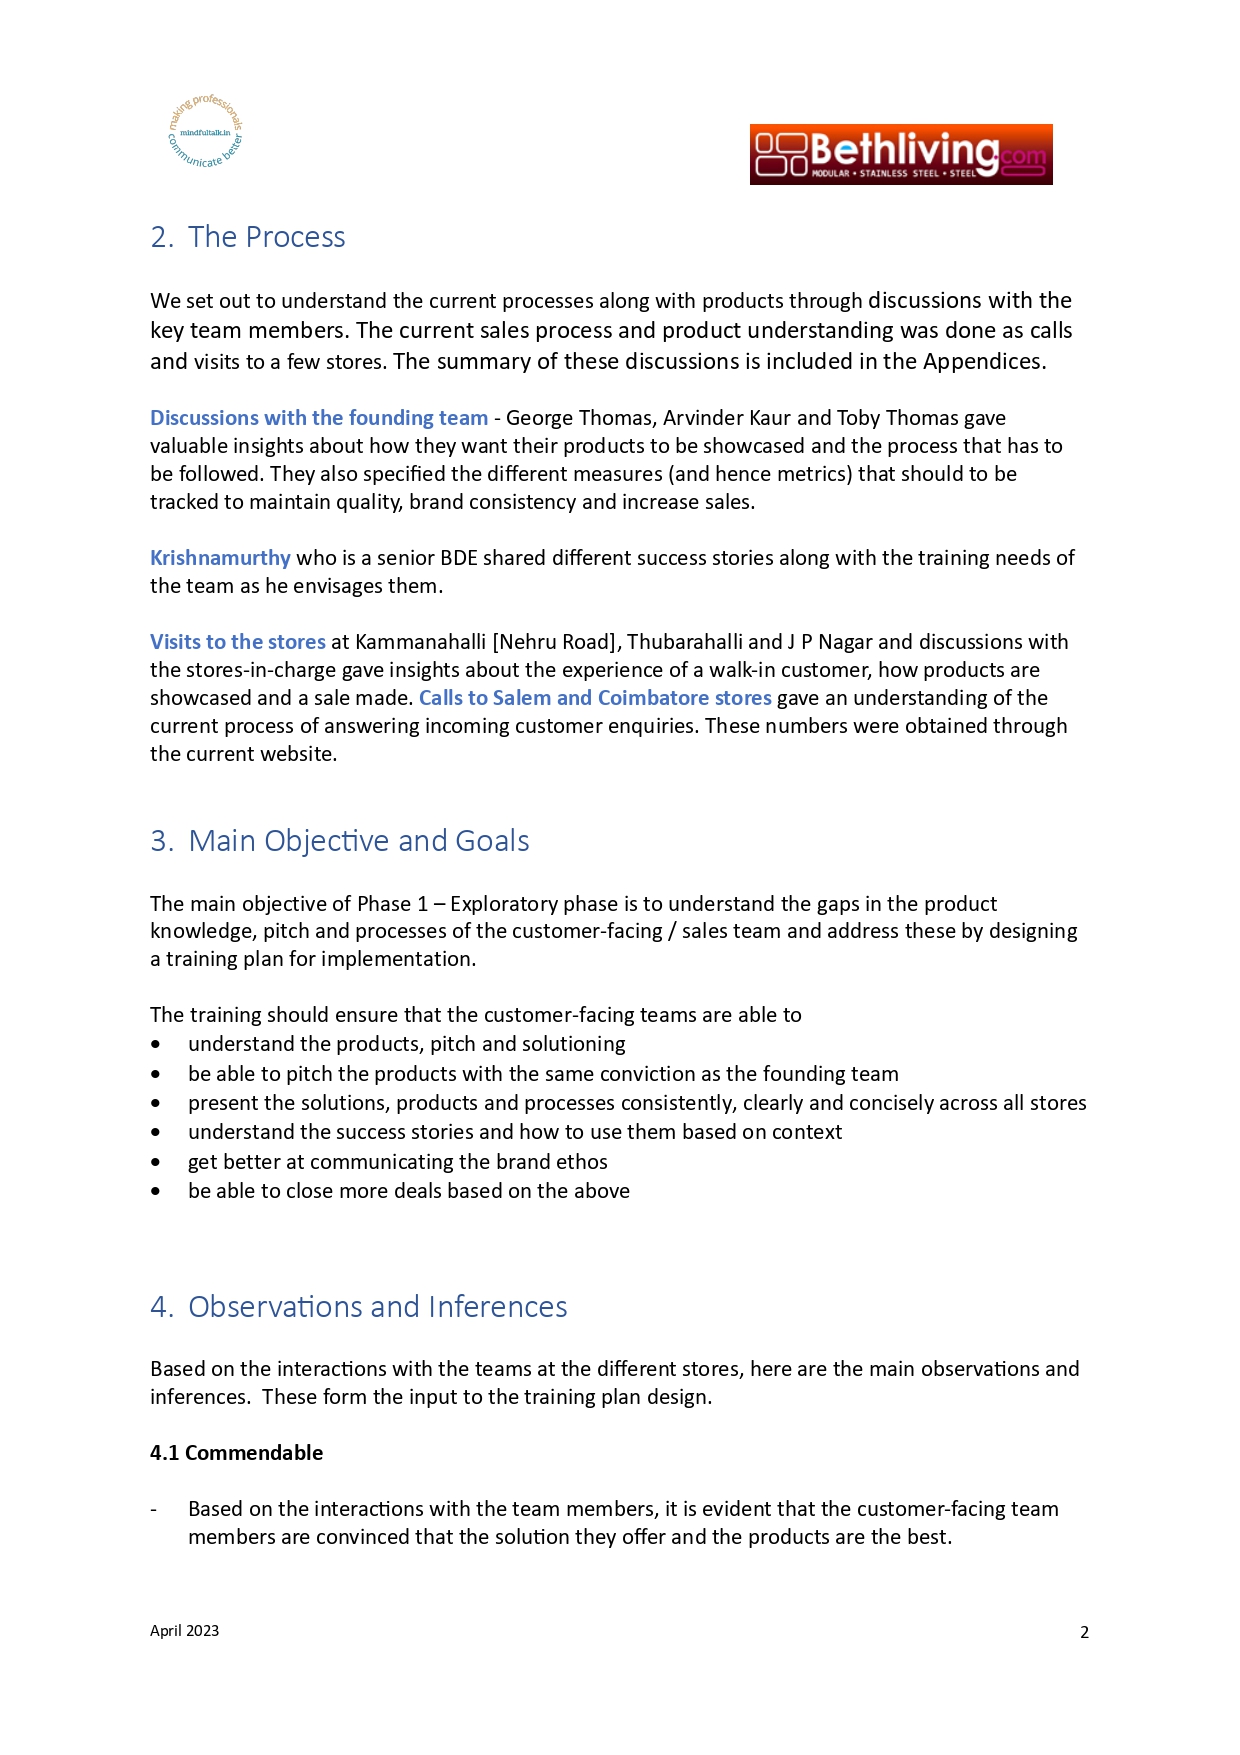 making professionals
mindfultalk.in
communicate better
Bethliving.com
MODULAR • STAINLESS STEEL • STEEL
2. The Process
We set out to understand the current processes along with products through discussions with the
key team members. The current sales process and product understanding was done as calls
and visits to a few stores. The summary of these discussions is included in the Appendices.
Discussions with the founding team - George Thomas, Arvinder Kaur and Toby Thomas gave
valuable insights about how they want their products to be showcased and the process that has to
be followed. They also specified the different measures (and hence metrics) that should to be
tracked to maintain quality, brand consistency and increase sales.
Krishnamurthy who is a senior BDE shared different success stories along with the training needs of
the team as he envisages them.
Visits to the stores at Kammanahalli [Nehru Road], Thubarahalli and J P Nagar and discussions with
the stores-in-charge gave insights about the experience of a walk-in customer, how products are
showcased and a sale made. Calls to Salem and Coimbatore stores gave an understanding of the
current process of answering incoming customer enquiries. These numbers were obtained through
the current website.
3. Main Objective and Goals
The main objective of Phase 1 – Exploratory phase is to understand the gaps in the product
knowledge, pitch and processes of the customer-facing / sales team and address these by designing
a training plan for implementation.
The training should ensure that the customer-facing teams are able to
• understand the products, pitch and solutioning
• be able to pitch the products with the same conviction as the founding team
• present the solutions, products and processes consistently, clearly and concisely across all stores
• understand the success stories and how to use them based on context
• get better at communicating the brand ethos
• be able to close more deals based on the above
4. Observations and Inferences
Based on the interactions with the teams at the different stores, here are the main observations and
inferences.  These form the input to the training plan design.
4.1 Commendable
- Based on the interactions with the team members, it is evident that the customer-facing team
members are convinced that the solution they offer and the products are the best.
April 2023
2